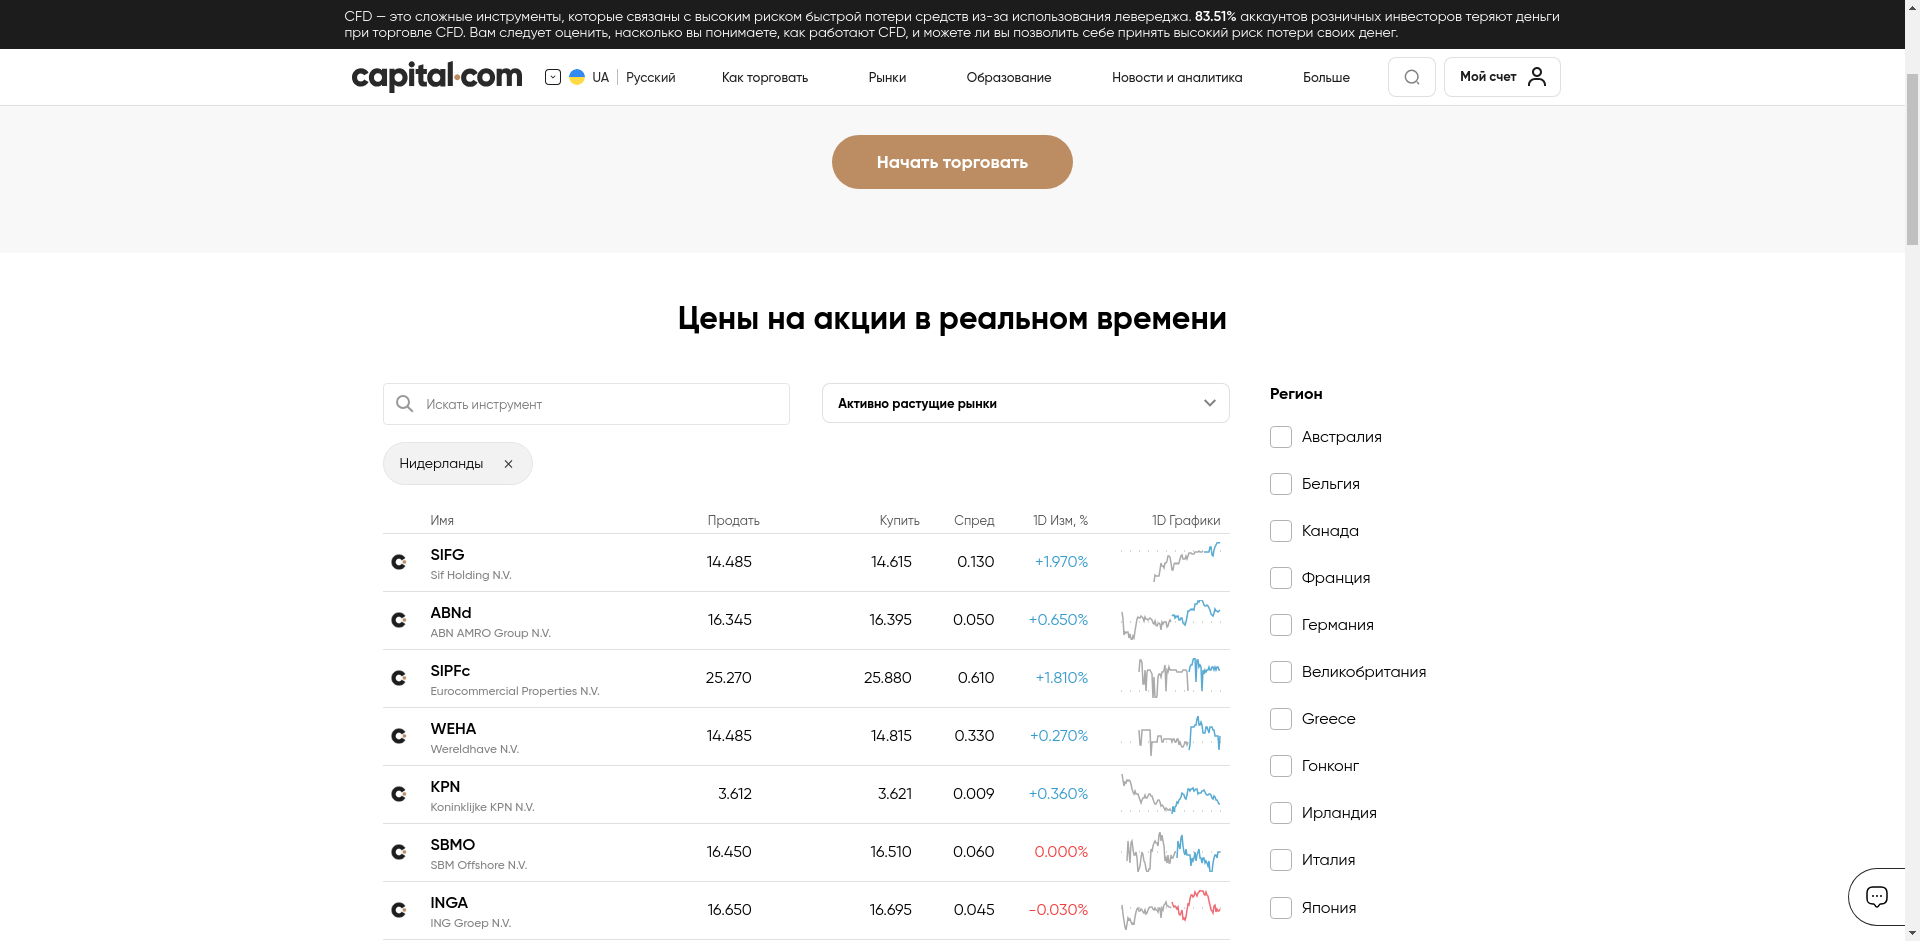 CFD — это сложные инструменты, которые связаны с высоким риском быстрой потери средств из-за использования левереджа. 83.51% аккаунтов розничных инвесторов теряют деньги
при торговле CFD. Вам следует оценить, насколько вы понимаете, как работают CFD, и можете ли вы позволить себе принять высокий риск потери своих денег.
capital.com UA Русский Как торговать Рынки Образование Новости и аналитика Больше Мой счет
Начать торговать
Цены на акции в реальном времени
Искать инструмент Активно растущие рынки
Нидерланды ×
Имя Продать Купить Спред 1D Изм, % 1D Графики
SIFG 14.485 14.615 0.130 +1.970%
Sif Holding N.V.
ABNd 16.345 16.395 0.050 +0.650%
ABN AMRO Group N.V.
SIPFc 25.270 25.880 0.610 +1.810%
Eurocommercial Properties N.V.
WEHA 14.485 14.815 0.330 +0.270%
Wereldhave N.V.
KPN 3.612 3.621 0.009 +0.360%
Koninklijke KPN N.V.
SBMO 16.450 16.510 0.060 0.000%
SBM Offshore N.V.
INGA 16.650 16.695 0.045 -0.030%
ING Groep N.V.
Регион
Австралия
Бельгия
Канада
Франция
Германия
Великобритания
Greece
Гонконг
Ирландия
Италия
Япония